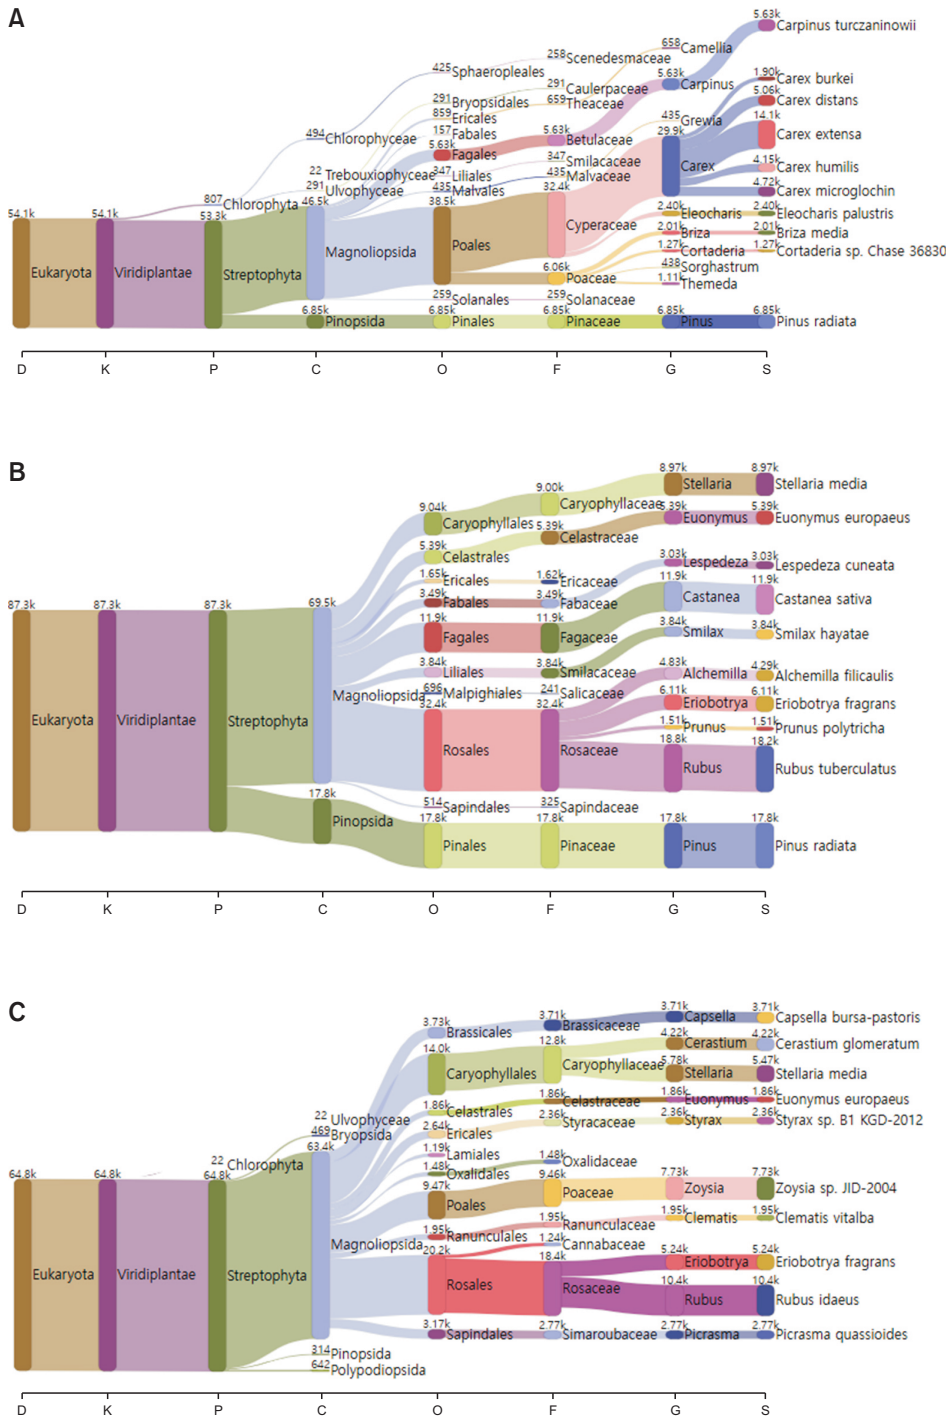 A
5.63k Carpinus turczaninowii
658 Camellia
258 Scenedesmaceae
425 Sphaeropleales
5.63k Carpinus
1.90k Carex burkei
291 Caulerpaceae
5.06k Carex distans
291 Bryopsidales
659 Theaceae
859 Ericales
435 Grewia
14.1k Carex extensa
494 Chlorophyceae
157 Fabales
5.63k Betulaceae
29.9k Carex
5.63k Fagales
347 Smilacaceae
4.15k Carex humilis
22 Trebouxiophyceae
347 Liliales
435 Malvaceae
291 Ulvophyceae
435 Malvales
4.72k Carex microglochin
807 Chlorophyta
46.5k Magnoliopsida
38.5k Poales
32.4k Cyperaceae
2.40k Eleocharis
2.40k Eleocharis palustris
54.1k Eukaryota
54.1k Viridiplantae
53.3k Streptophyta
2.01k Briza
2.01k Briza media
1.27k Cortaderia
1.27k Cortaderia sp. Chase 36830
6.06k Poaceae
438 Sorghastrum
1.11k Themeda
259 Solanales
259 Solanaceae
6.85k Pinopsida
6.85k Pinales
6.85k Pinaceae
6.85k Pinus
6.85k Pinus radiata
D K P C O F G S
B
8.97k Stellaria
8.97k Stellaria media
9.00k Caryophyllaceae
9.04k Caryophyllales
5.39k Euonymus
5.39k Euonymus europaeus
5.39k Celastraceae
5.39k Celastrales
3.03k Lespedeza
3.03k Lespedeza cuneata
1.65k Ericales
1.62k Ericaceae
11.9k Castanea
11.9k Castanea sativa
3.49k Fabales
3.49k Fabaceae
87.3k Eukaryota
87.3k Viridiplantae
87.3k Streptophyta
69.5k Magnoliopsida
11.9k Fagales
11.9k Fagaceae
3.84k Smilax
3.84k Smilax hayatae
3.84k Liliales
3.84k Smilacaceae
4.83k Alchemilla
4.29k Alchemilla filicaulis
696 Malpighiales
241 Salicaceae
6.11k Eriobotrya
6.11k Eriobotrya fragrans
32.4k Rosales
32.4k Rosaceae
1.51k Prunus
1.51k Prunus polytricha
18.8k Rubus
18.2k Rubus tuberculatus
17.8k Pinopsida
514 Sapindales
325 Sapindaceae
17.8k Pinales
17.8k Pinaceae
17.8k Pinus
17.8k Pinus radiata
D K P C O F G S
C
3.73k Brassicales
3.71k Brassicaceae
3.71k Capsella
3.71k Capsella bursa-pastoris
14.0k Caryophyllales
12.8k Caryophyllaceae
4.22k Cerastium
4.22k Cerastium glomeratum
5.78k Stellaria
5.47k Stellaria media
1.86k Celastrales
1.86k Celastraceae
1.86k Euonymus
1.86k Euonymus europaeus
22 Ulvophyceae
469 Bryopsida
2.64k Ericales
2.36k Styracaceae
2.36k Styrax
2.36k Styrax sp. B1 KGD-2012
63.4k Magnoliopsida
1.19k Lamiales
22 Chlorophyta
1.48k Oxalidales
1.48k Oxalidaceae
64.8k Eukaryota
64.8k Viridiplantae
64.8k Streptophyta
9.47k Poales
9.46k Poaceae
7.73k Zoysia
7.73k Zoysia sp. JID-2004
1.95k Ranunculales
1.95k Ranunculaceae
1.95k Clematis
1.95k Clematis vitalba
20.2k Rosales
1.24k Cannabaceae
18.4k Rosaceae
5.24k Eriobotrya
5.24k Eriobotrya fragrans
10.4k Rubus
10.4k Rubus idaeus
3.17k Sapindales
2.77k Simaroubaceae
2.77k Picrasma
2.77k Picrasma quassioides
314 Pinopsida
642 Polypodiopsida
D K P C O F G S